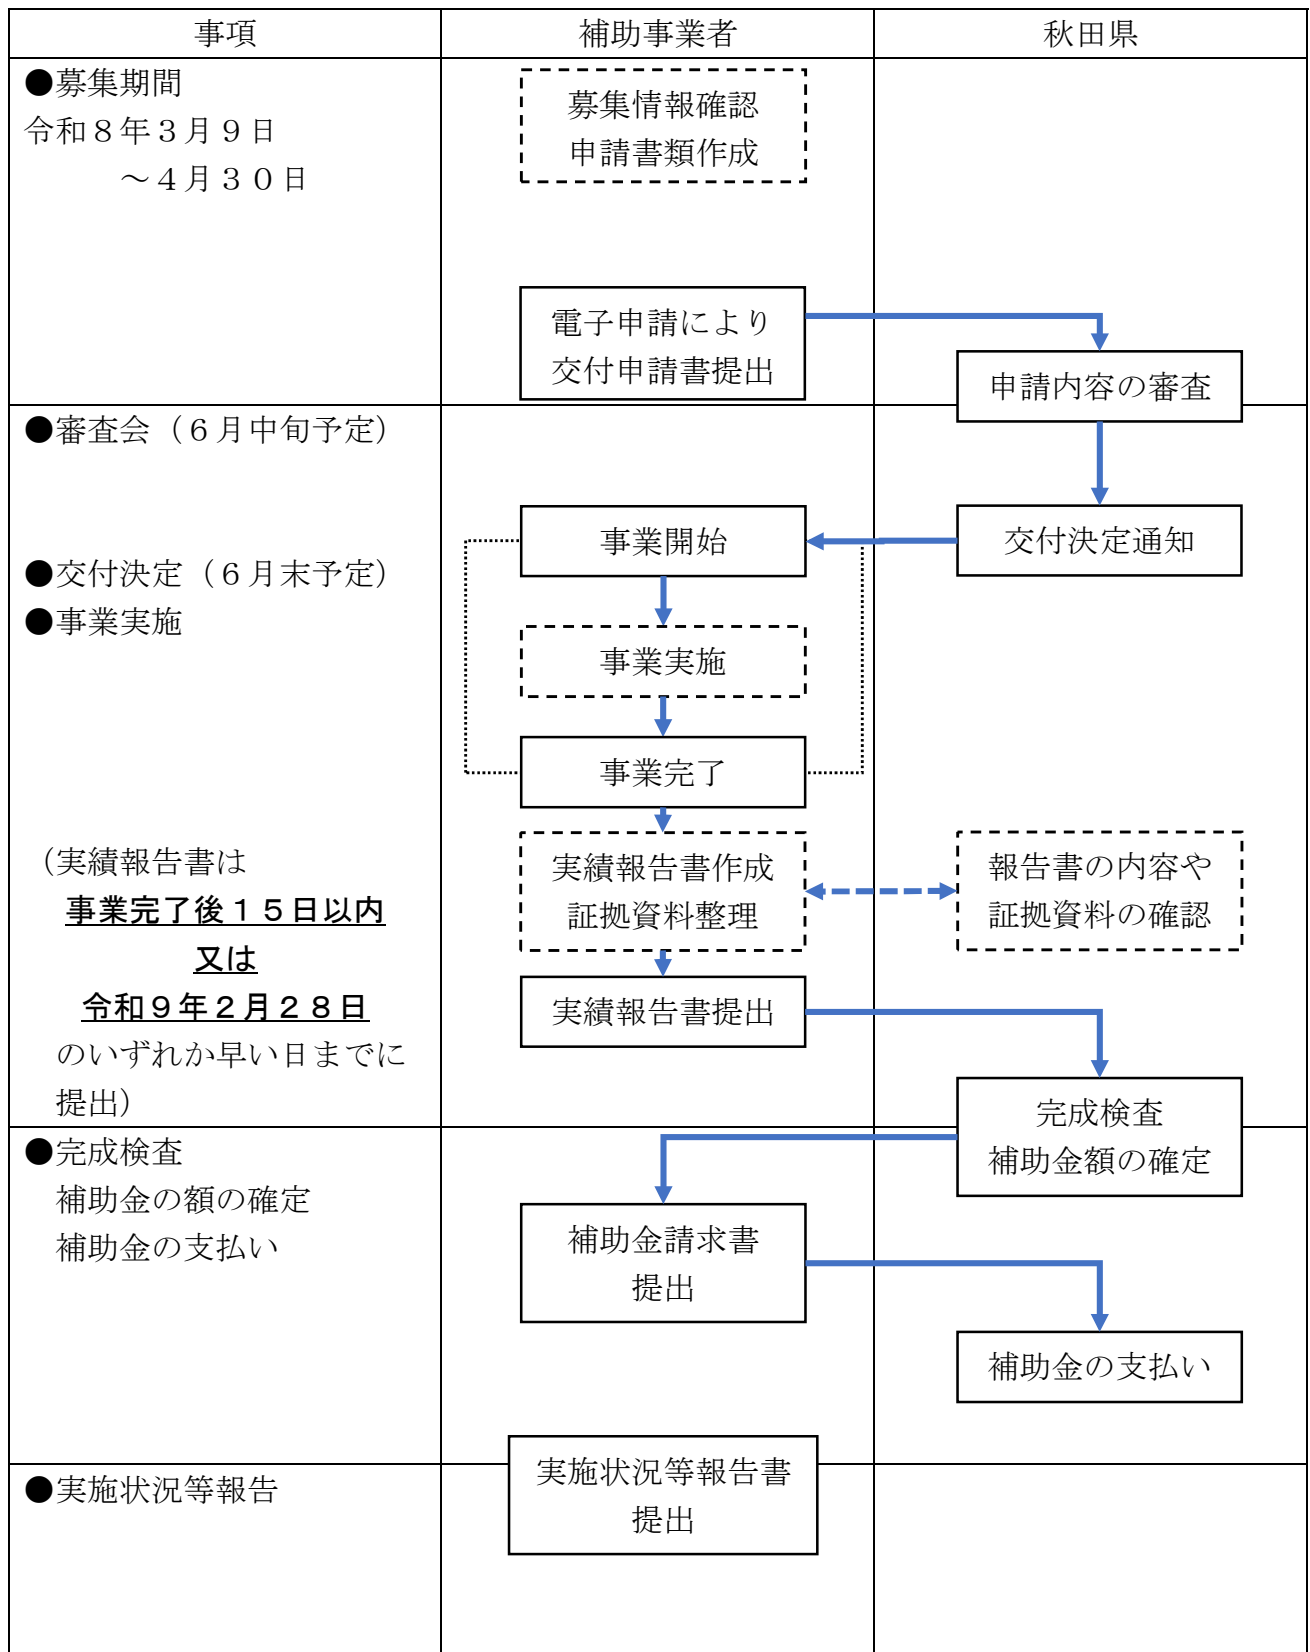 事項
補助事業者
秋田県
●募集期間
令和８年３月９日
～４月３０日
募集情報確認
申請書類作成
電子申請により
交付申請書提出
申請内容の審査
●審査会（６月中旬予定）
交付決定通知
事業開始
●交付決定（６月末予定）
●事業実施
事業実施
事業完了
（実績報告書は
事業完了後１５日以内
又は
令和９年２月２８日
のいずれか早い日までに
提出）
実績報告書作成
証拠資料整理
報告書の内容や
証拠資料の確認
実績報告書提出
完成検査
補助金額の確定
●完成検査
補助金の額の確定
補助金の支払い
補助金請求書
提出
補助金の支払い
●実施状況等報告
実施状況等報告書
提出